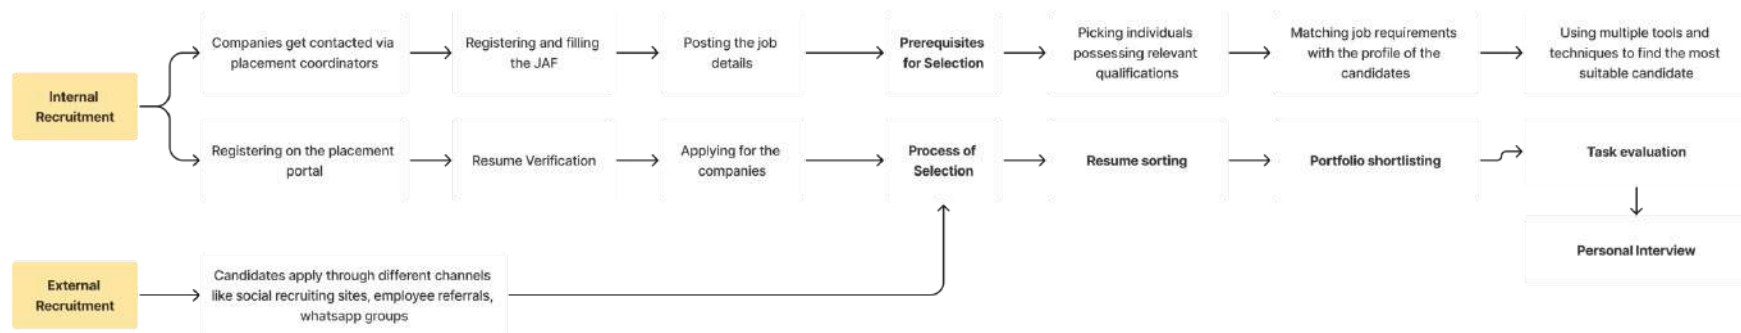 Internal
Recruitment
Companies get contacted via
placement coordinators
Registering and filling
the JAF
Posting the job
details
Prerequisites
for Selection
Picking individuals
possessing relevant
qualifications
Matching job requirements
with the profile of the
candidates
Using multiple tools and
techniques to find the most
suitable candidate
Registering on the placement
portal
Resume Verification
Applying for the
companies
Process of
Selection
Resume sorting
Portfolio shortlisting
Task evaluation
Personal Interview
External
Recruitment
Candidates apply through different channels
like social recruiting sites, employee referrals,
whatsapp groups